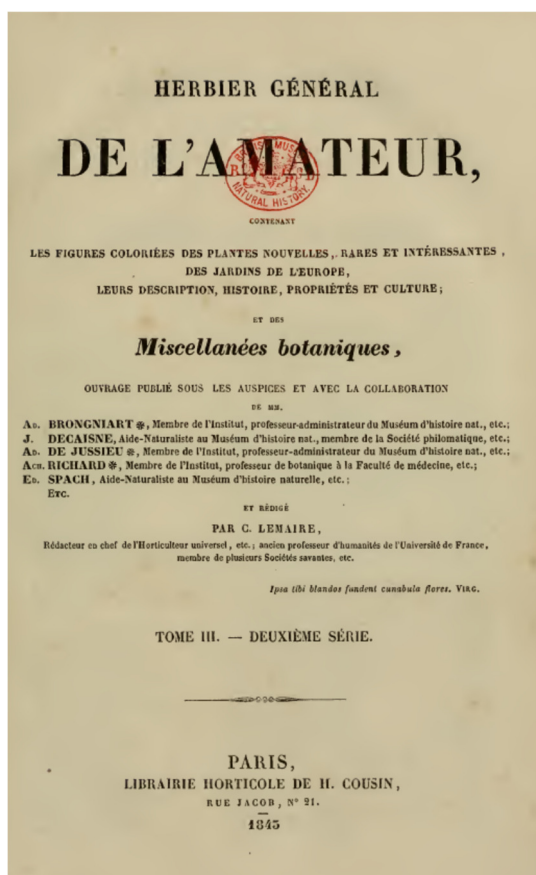 HERBIER GÉNÉRAL
DE L'AMATEUR,
BRITISH MUSEUM
NATURAL HISTORY
CONTENANT
LES FIGURES COLORIÉES DES PLANTES NOUVELLES, RARES ET INTÉRESSANTES,
DES JARDINS DE L'EUROPE,
LEURS DESCRIPTION, HISTOIRE, PROPRIÉTÉS ET CULTURE;
ET DES
Miscellanées botaniques,
OUVRAGE PUBLIÉ SOUS LES AUSPICES ET AVEC LA COLLABORATION
DE MM.
AD. BRONGNIART ✽, Membre de l'Institut, professeur-administrateur du Muséum d'histoire nat., etc.;
J. DECAISNE, Aide-Naturaliste au Muséum d'histoire nat., membre de la Société philomatique, etc.;
AD. DE JUSSIEU ✽, Membre de l'Institut, professeur-administrateur du Muséum d'histoire nat., etc.;
ACH. RICHARD ✽, Membre de l'Institut, professeur de botanique à la Faculté de médecine, etc.;
ED. SPACH, Aide-Naturaliste au Muséum d'histoire naturelle, etc.;
ETC.
ET RÉDIGÉ
PAR C. LEMAIRE,
Rédacteur en chef de l'Horticulteur universel, etc.; ancien professeur d'humanités de l'Université de France,
membre de plusieurs Sociétés savantes, etc.
Ipsa tibi blandos fundent cunabula flores. VIRG.
TOME III. — DEUXIÈME SÉRIE.
PARIS,
LIBRAIRIE HORTICOLE DE H. COUSIN,
RUE JACOB, N° 21.
1843